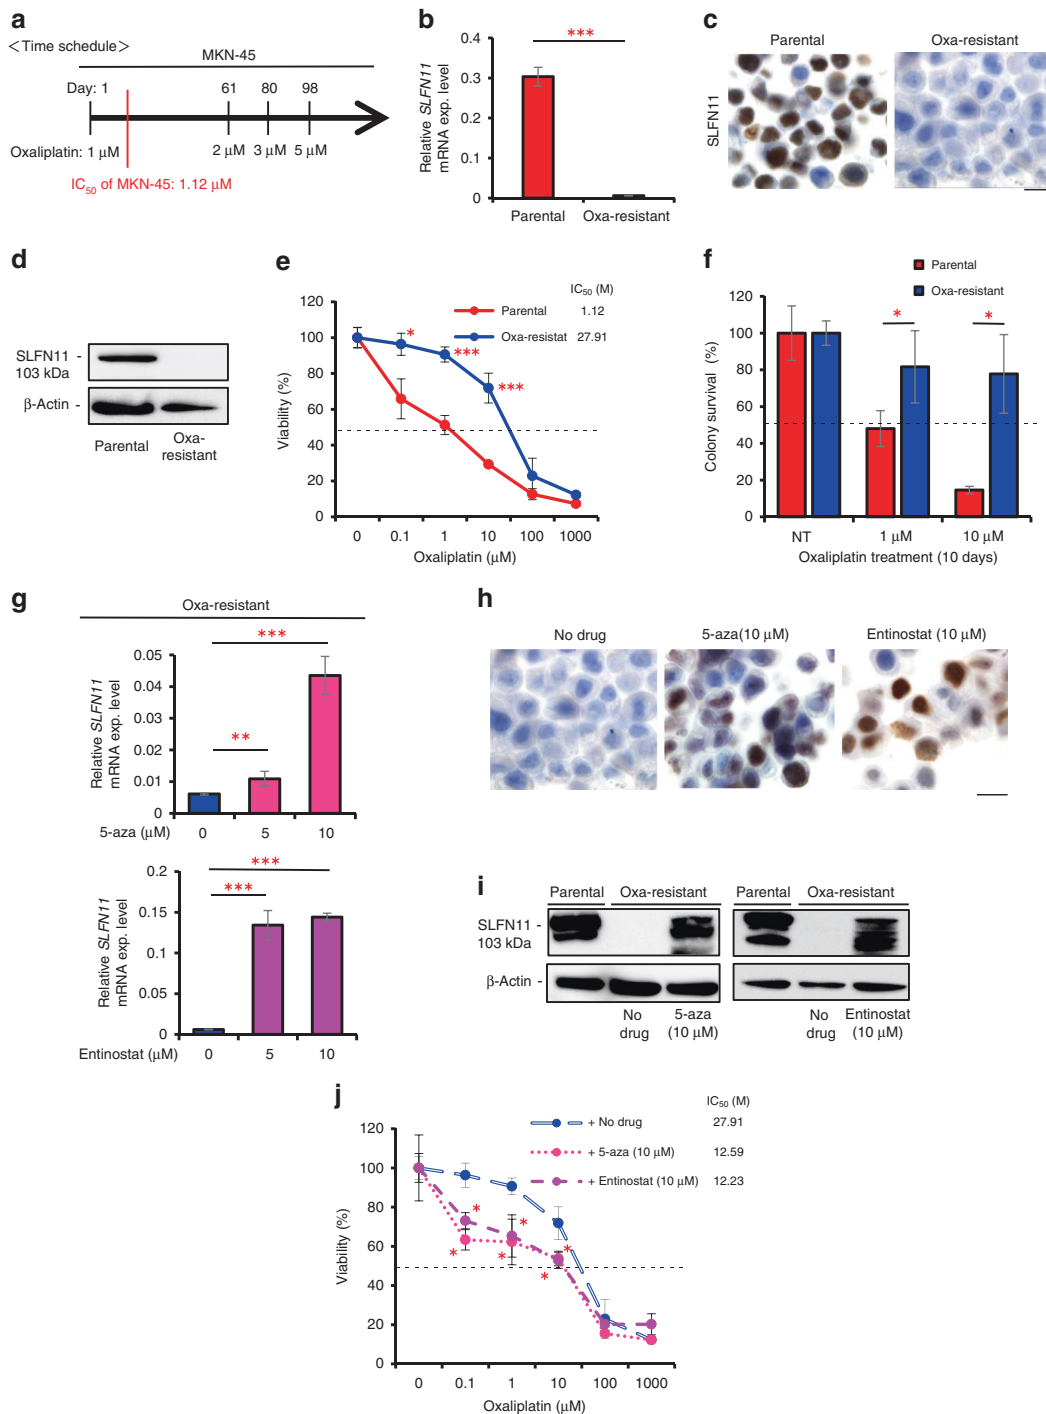 a
<Time schedule>
MKN-45
Day: 1 61 80 98
Oxaliplatin: 1 µM 2 µM 3 µM 5 µM
IC50 of MKN-45: 1.12 µM
b
***
Relative SLFN11
mRNA exp. level
0.4
0.3
0.2
0.1
0
Parental Oxa-resistant
c
Parental Oxa-resistant
SLFN11
d
SLFN11 -
103 kDa
β-Actin -
Parental Oxa-
resistant
e
IC50 (M)
Parental 1.12
Oxa-resistat 27.91
Viability (%)
120
100
80
60
40
20
0
*
***
***
0 0.1 1 10 100 1000
Oxaliplatin (µM)
f
Parental
Oxa-resistant
Colony survival (%)
120
100
80
60
40
20
0
* *
NT 1 µM 10 µM
Oxaliplatin treatment (10 days)
g
Oxa-resistant
***
**
Relative SLFN11
mRNA exp. level
0.05
0.04
0.03
0.02
0.01
0
5-aza (µM) 0 5 10
***
***
Relative SLFN11
mRNA exp. level
0.2
0.15
0.1
0.05
0
Entinostat (µM) 0 5 10
h
No drug 5-aza(10 µM) Entinostat (10 µM)
i
Parental Oxa-resistant Parental Oxa-resistant
SLFN11 -
103 kDa
β-Actin -
No
drug
5-aza
(10 µM)
No
drug
Entinostat
(10 µM)
j
IC50 (M)
+ No drug 27.91
+ 5-aza (10 µM) 12.59
+ Entinostat (10 µM) 12.23
Viability (%)
120
100
80
60
40
20
0
* * *
* * *
0 0.1 1 10 100 1000
Oxaliplatin (µM)